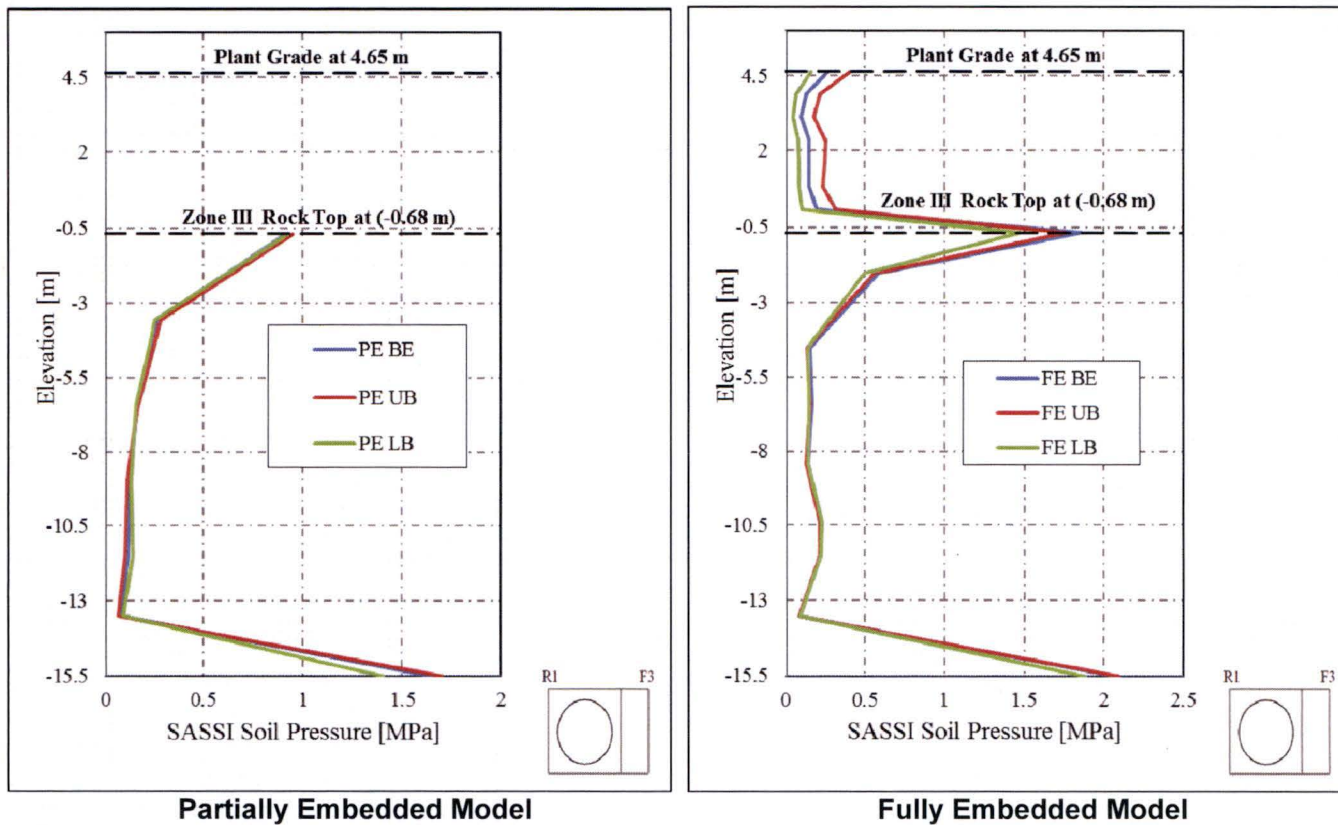 Plant Grade at 4.65 m
4.5
2
Zone III Rock Top at (-0.68 m)
-0.5
-3
-5.5
-8
-10.5
-13
-15.5
Elevation [m]
PE BE
PE UB
PE LB
0 0.5 1 1.5 2
SASSI Soil Pressure [MPa]
R1 F3
Partially Embedded Model
Plant Grade at 4.65 m
4.5
2
Zone III Rock Top at (-0.68 m)
-0.5
-3
-5.5
-8
-10.5
-13
-15.5
Elevation [m]
FE BE
FE UB
FE LB
0 0.5 1 1.5 2 2.5
SASSI Soil Pressure [MPa]
R1 F3
Fully Embedded Model